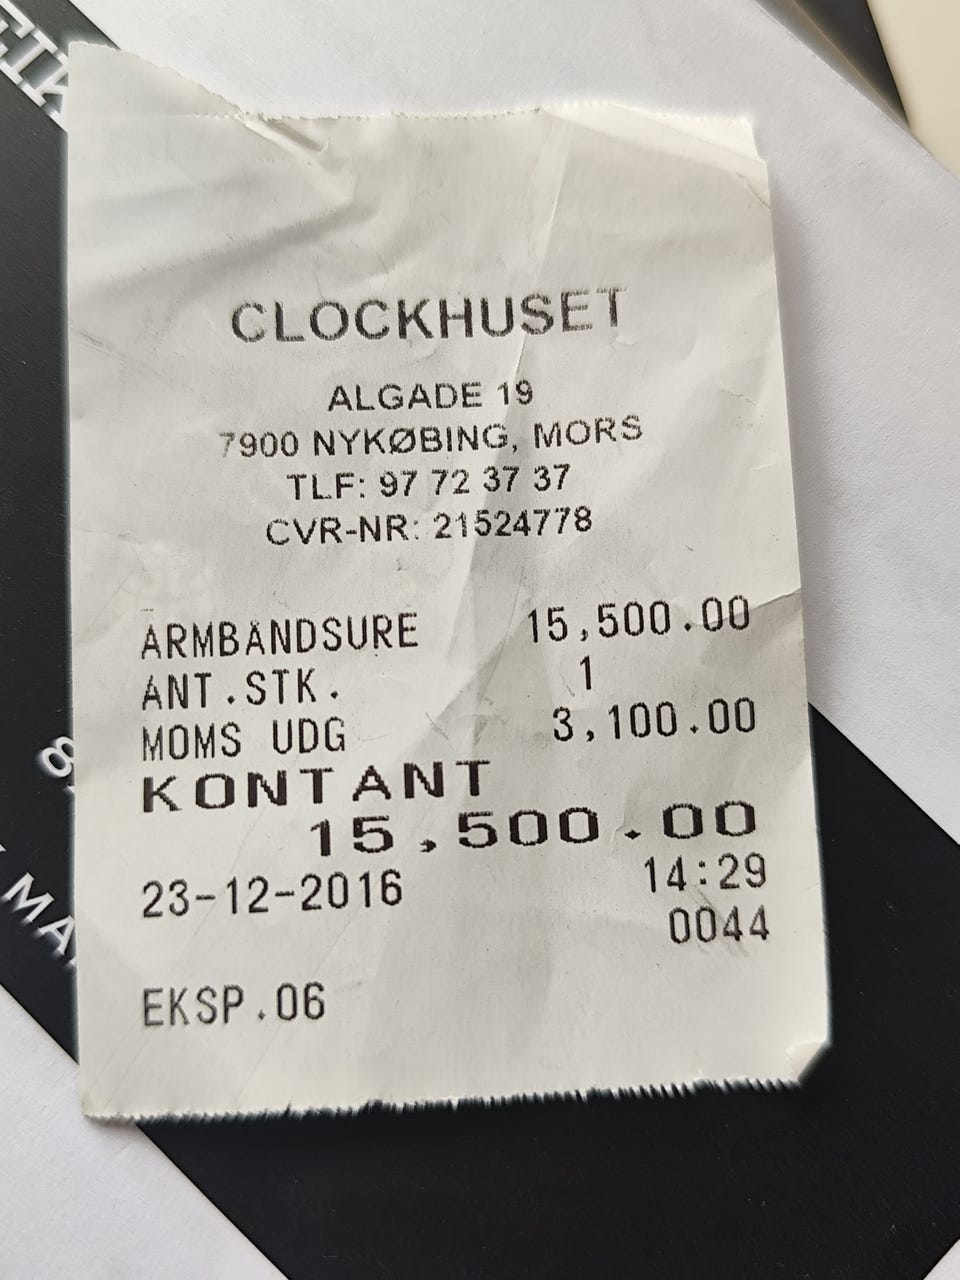 CLOCKHUSET
ALGADE 19
7900 NYKØBING, MORS
TLF: 97 72 37 37
CVR-NR: 21524778
ARMBANDSURE 15,500.00
ANT.STK. 1
MOMS UDG 3,100.00
KONTANT
15,500.00
23-12-2016 14:29
0044
EKSP.06